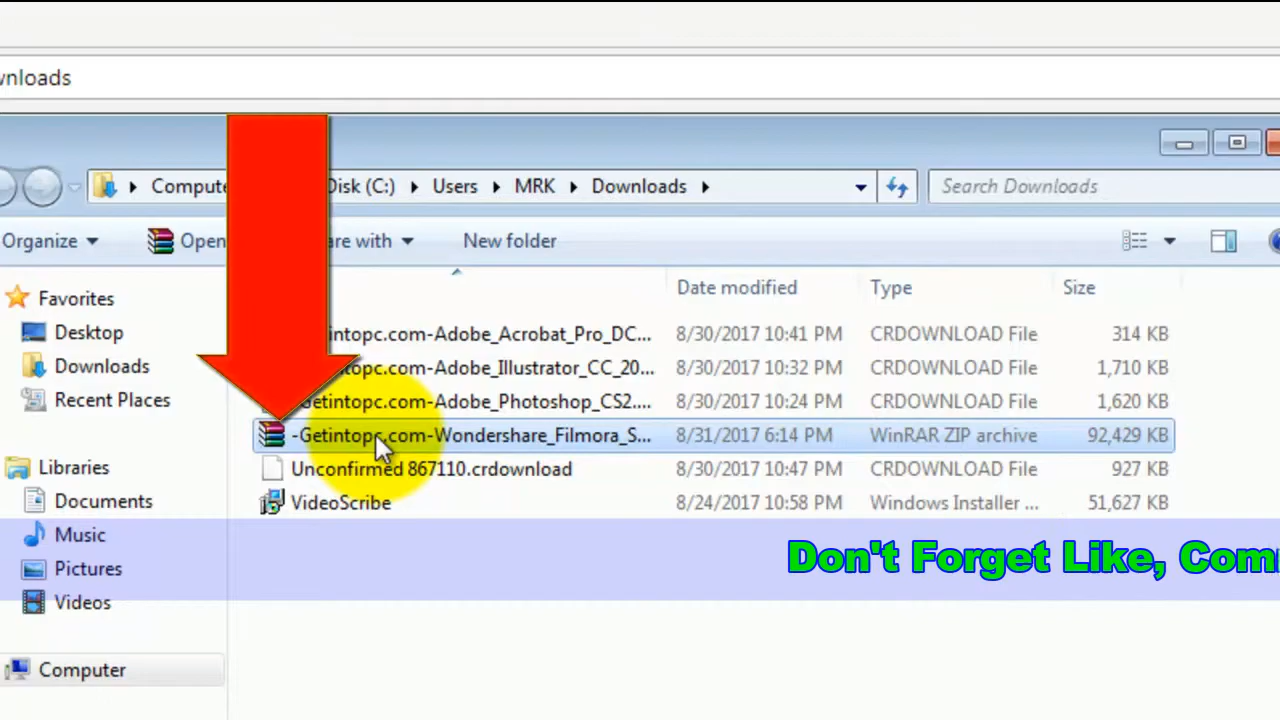 wnloads
Compute Disk (C:) Users MRK Downloads Search Downloads
Organize Open are with New folder
Date modified Type Size
Favorites
Desktop
Downloads
Recent Places
Libraries
Documents
Music
Pictures
Videos
Computer
intopc.com-Adobe_Acrobat_Pro_DC... 8/30/2017 10:41 PM CRDOWNLOAD File 314 KB
intopc.com-Adobe_Illustrator_CC_20... 8/30/2017 10:32 PM CRDOWNLOAD File 1,710 KB
Getintopc.com-Adobe_Photoshop_CS2.... 8/30/2017 10:24 PM CRDOWNLOAD File 1,620 KB
-Getintopc.com-Wondershare_Filmora_S... 8/31/2017 6:14 PM WinRAR ZIP archive 92,429 KB
Unconfirmed 867110.crdownload 8/30/2017 10:47 PM CRDOWNLOAD File 927 KB
VideoScribe 8/24/2017 10:58 PM Windows Installer ... 51,627 KB
Don't Forget Like, Com